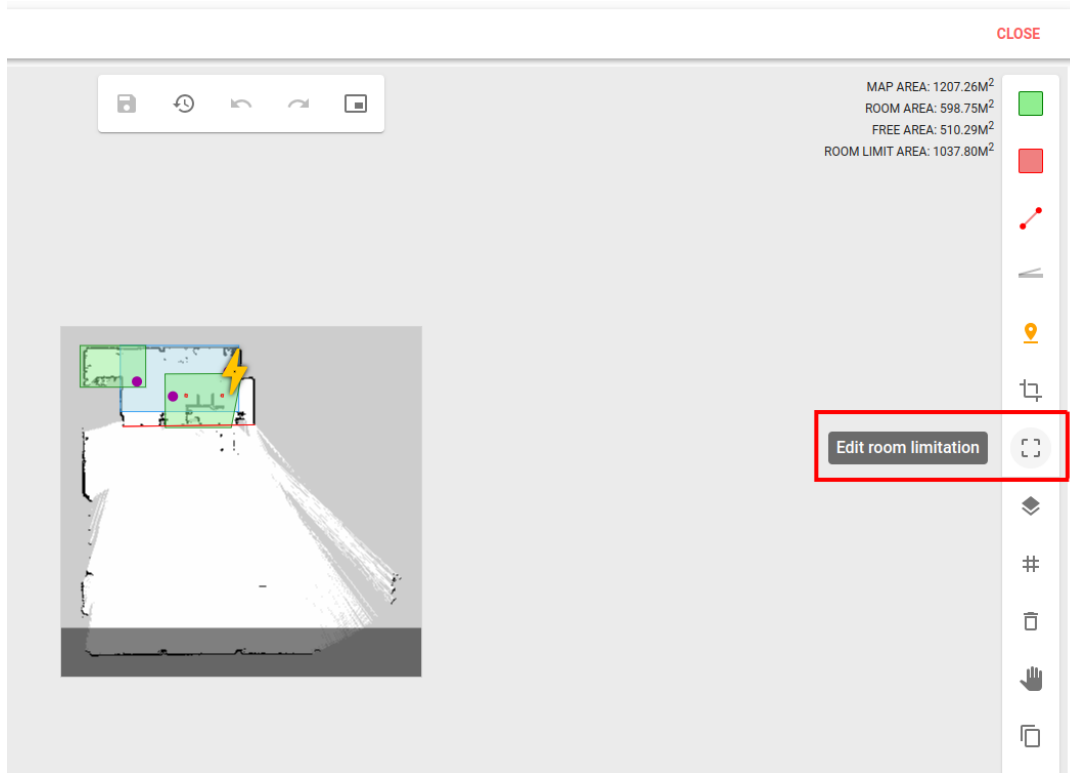 CLOSE
MAP AREA: 1207.26M2
ROOM AREA: 598.75M2
FREE AREA: 510.29M2
ROOM LIMIT AREA: 1037.80M2
Edit room limitation